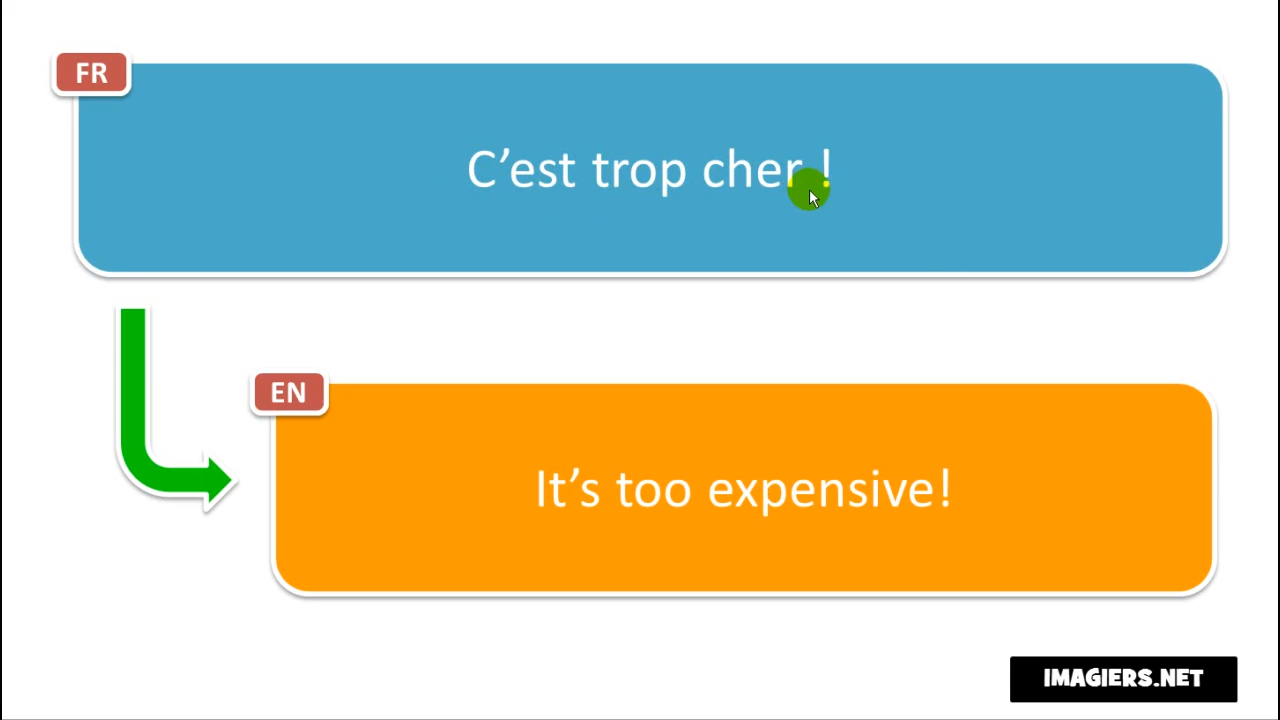 FR
C’est trop cher !
EN
It’s too expensive!
IMAGIERS.NET